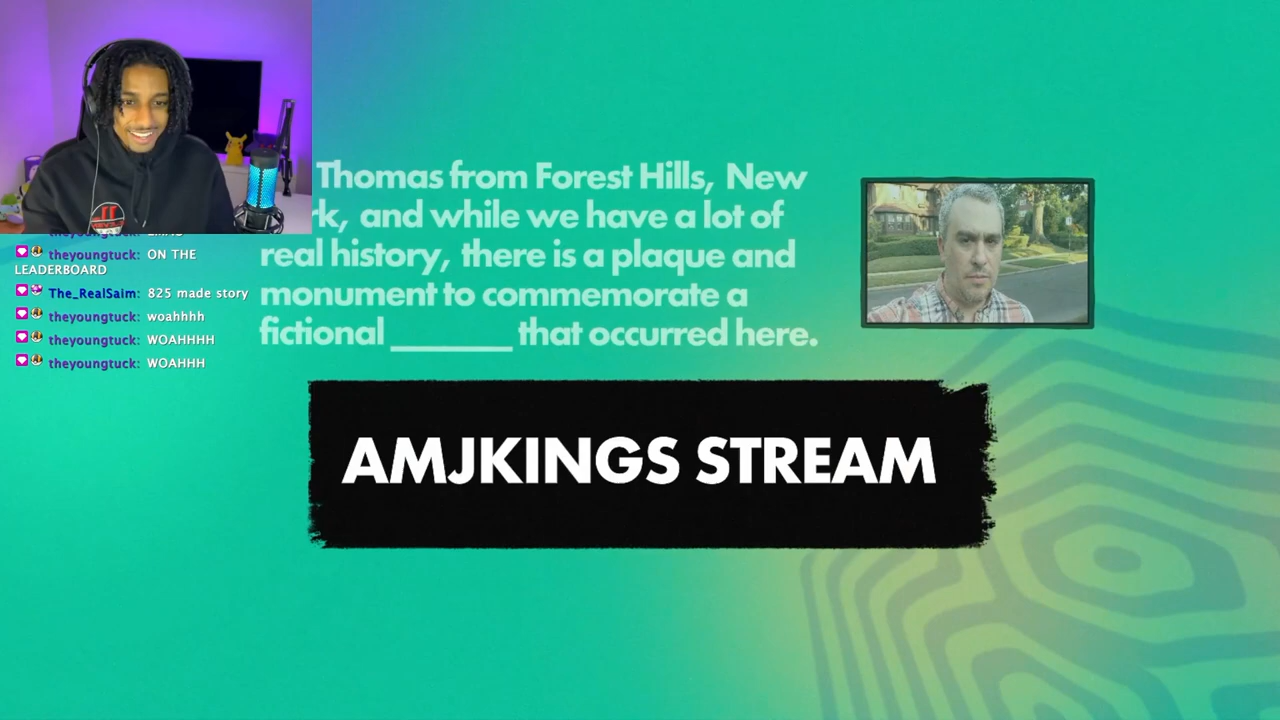 Thomas from Forest Hills, New
rk, and while we have a lot of
real history, there is a plaque and
monument to commemorate a
fictional ______ that occurred here.
AMJKINGS STREAM
theyoungtuck: ON THE
LEADERBOARD
The_RealSaim: 825 made story
theyoungtuck: woahhhh
theyoungtuck: WOAHHHH
theyoungtuck: WOAHHH